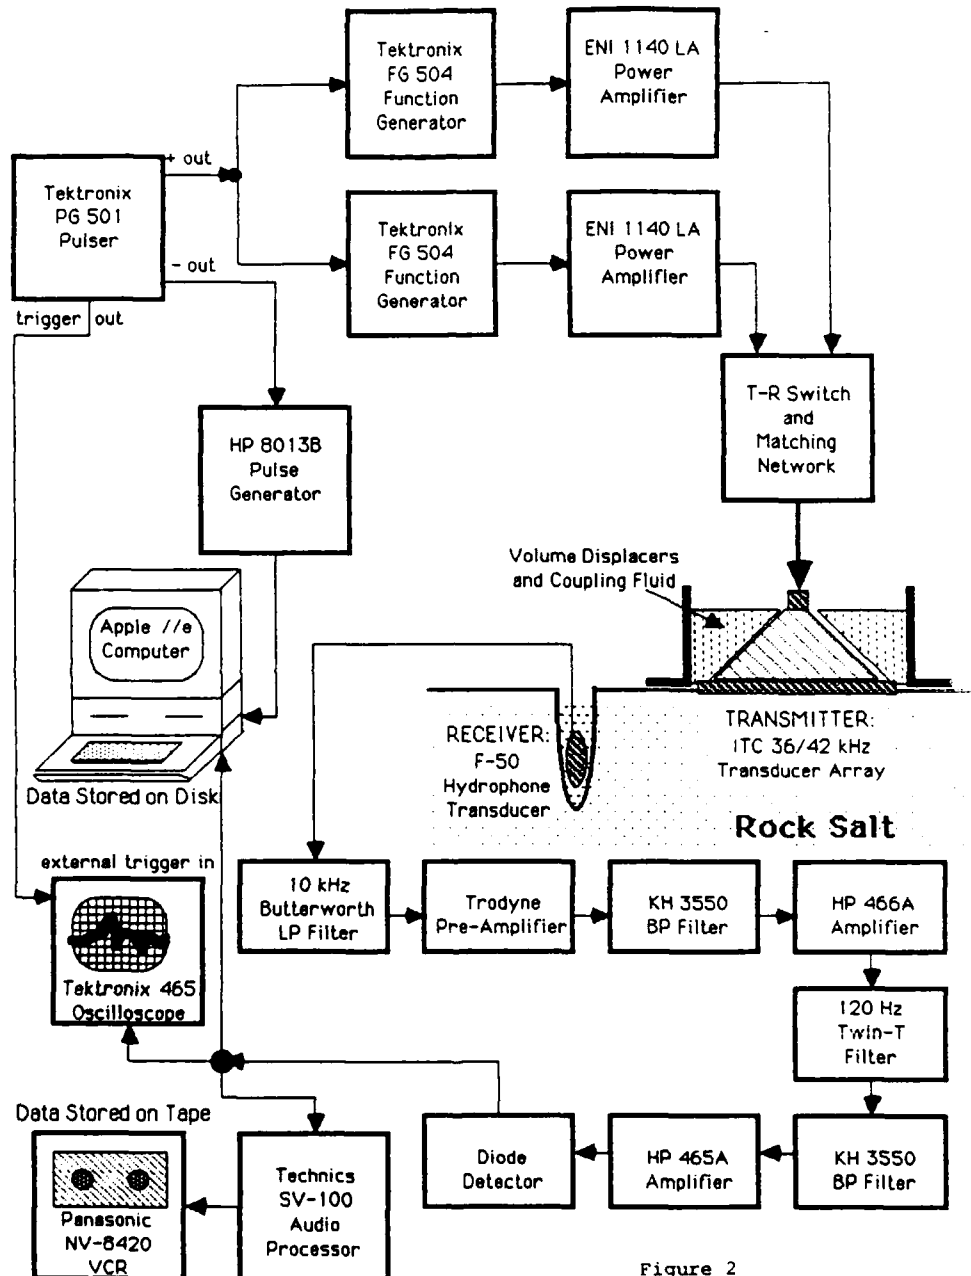 Tektronix
FG 504
Function
Generator
ENI 1140 LA
Power
Amplifier
+ out
Tektronix
PG 501
Pulser
Tektronix
FG 504
Function
Generator
ENI 1140 LA
Power
Amplifier
- out
trigger out
T-R Switch
and
Matching
Network
HP 8013B
Pulse
Generator
Volume Displacers
and Coupling Fluid
Apple //e
Computer
RECEIVER:
F-50
Hydrophone
Transducer
TRANSMITTER:
ITC 36/42 kHz
Transducer Array
Data Stored on Disk
Rock Salt
external trigger in
Tektronix 465
Oscilloscope
10 kHz
Butterworth
LP Filter
Trodyne
Pre-Amplifier
KH 3550
BP Filter
HP 466A
Amplifier
120 Hz
Twin-T
Filter
Data Stored on Tape
Panasonic
NV-8420
VCR
Technics
SV-100
Audio
Processor
Diode
Detector
HP 465A
Amplifier
KH 3550
BP Filter
Figure 2